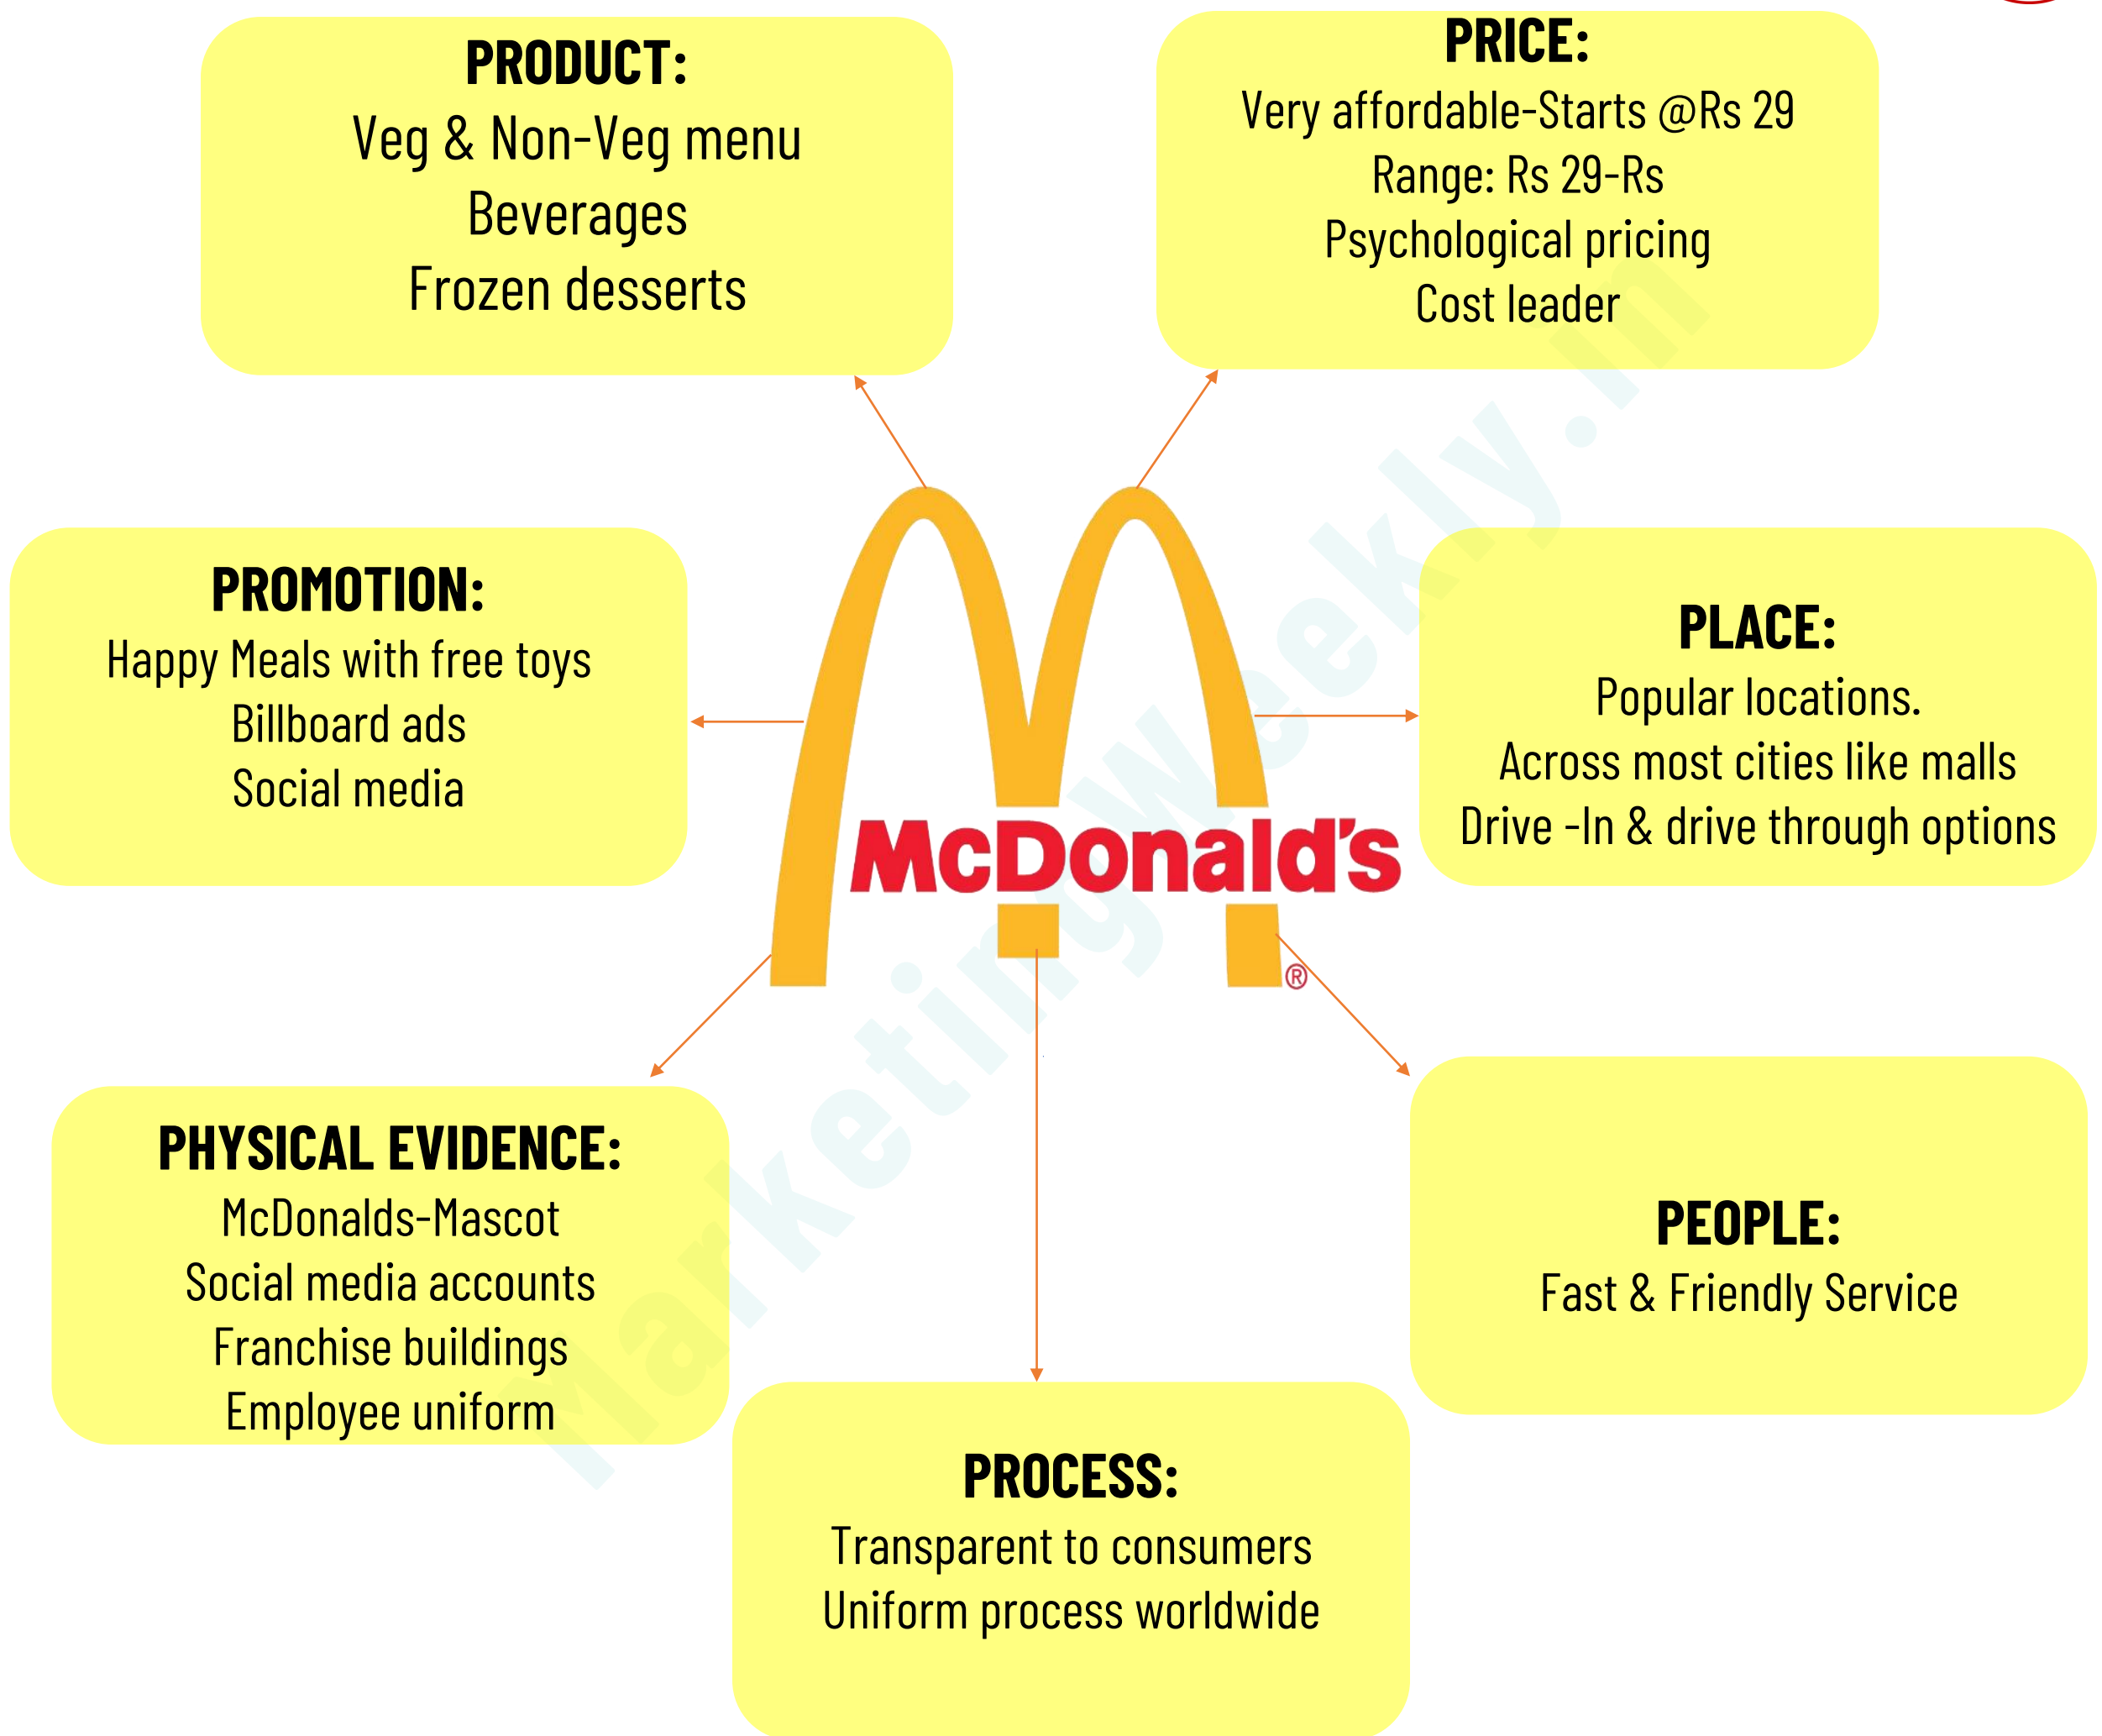 PRODUCT:
Veg & Non-Veg menu
Beverages
Frozen desserts
PRICE:
Very affordable-Starts @Rs 29
Range: Rs 29-Rs
Psychological pricing
Cost leader
PROMOTION:
Happy Meals with free toys
Billboard ads
Social media
McDonald's
®
PLACE:
Popular locations.
Across most cities like malls
Drive -In & drive through options
PHYSICAL EVIDENCE:
McDonalds-Mascot
Social media accounts
Franchise buildings
Employee uniform
PEOPLE:
Fast & Friendly Service
PROCESS:
Transparent to consumers
Uniform process worldwide
MarketingWeekly.in